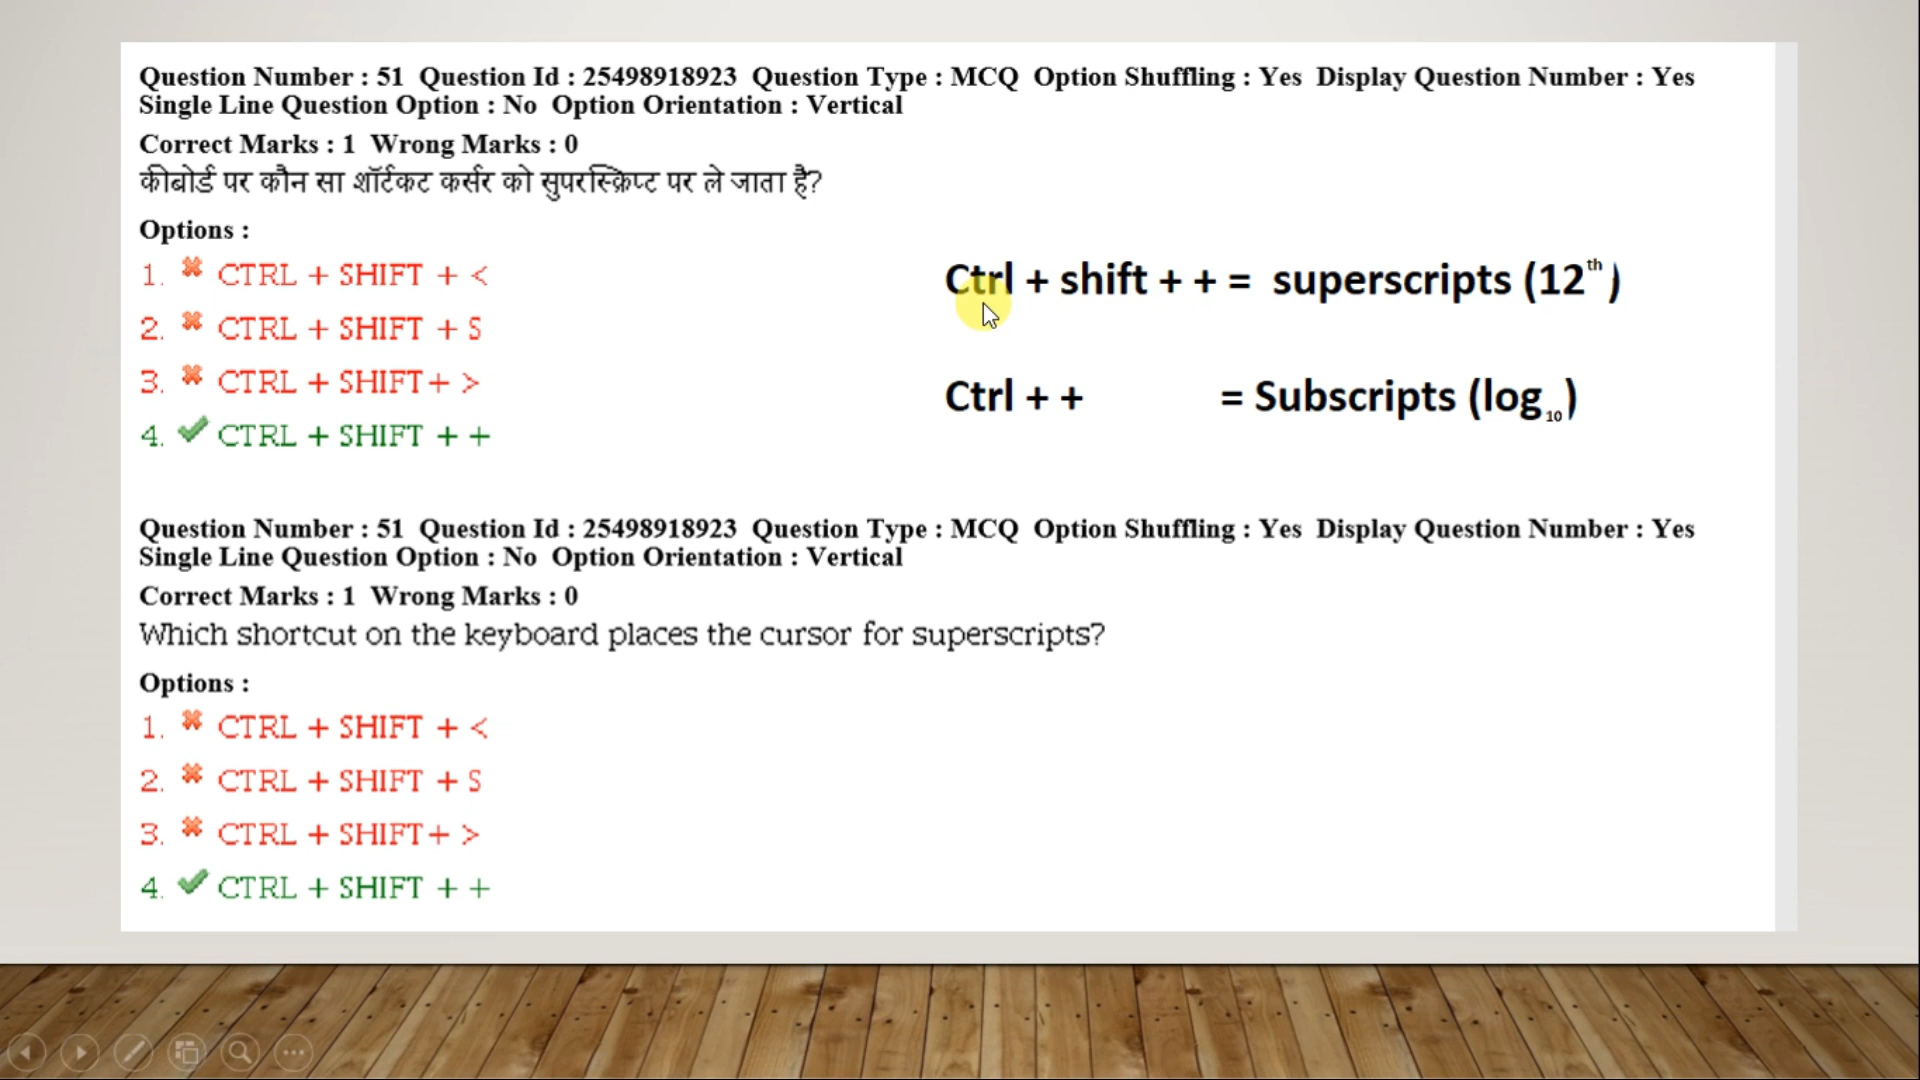 Question Number : 51 Question Id : 25498918923 Question Type : MCQ Option Shuffling : Yes Display Question Number : Yes
Single Line Question Option : No Option Orientation : Vertical
Correct Marks : 1 Wrong Marks : 0
कीबोर्ड पर कौन सा शॉर्टकट कर्सर को सुपरस्क्रिप्ट पर ले जाता है?
Options :
1. CTRL + SHIFT + <
2. CTRL + SHIFT + S
3. CTRL + SHIFT+ >
4. CTRL + SHIFT + +
Ctrl + shift + + = superscripts (12th)
Ctrl + + = Subscripts (log10)
Question Number : 51 Question Id : 25498918923 Question Type : MCQ Option Shuffling : Yes Display Question Number : Yes
Single Line Question Option : No Option Orientation : Vertical
Correct Marks : 1 Wrong Marks : 0
Which shortcut on the keyboard places the cursor for superscripts?
Options :
1. CTRL + SHIFT + <
2. CTRL + SHIFT + S
3. CTRL + SHIFT+ >
4. CTRL + SHIFT + +